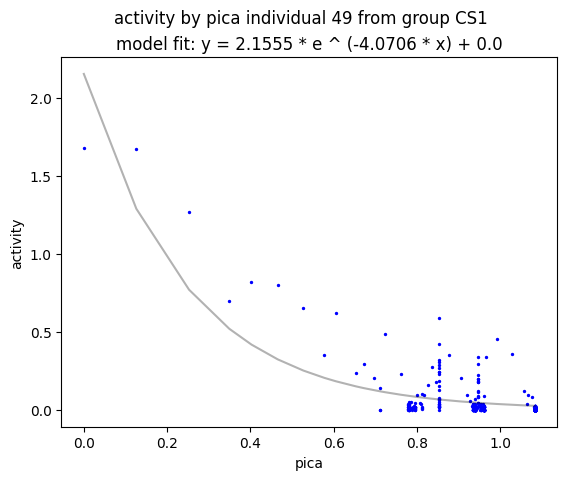 activity by pica individual 49 from group CS1
model fit: y = 2.1555 * e ^ (-4.0706 * x) + 0.0
2.0
1.5
1.0
0.5
0.0
activity
0.0 0.2 0.4 0.6 0.8 1.0
pica